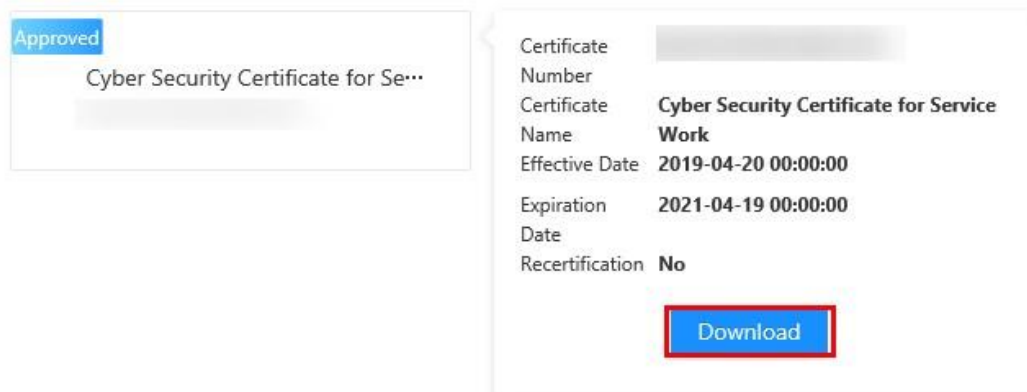 Approved
Cyber Security Certificate for Se···
Certificate
Number
Certificate Cyber Security Certificate for Service
Name Work
Effective Date 2019-04-20 00:00:00
Expiration 2021-04-19 00:00:00
Date
Recertification No
Download